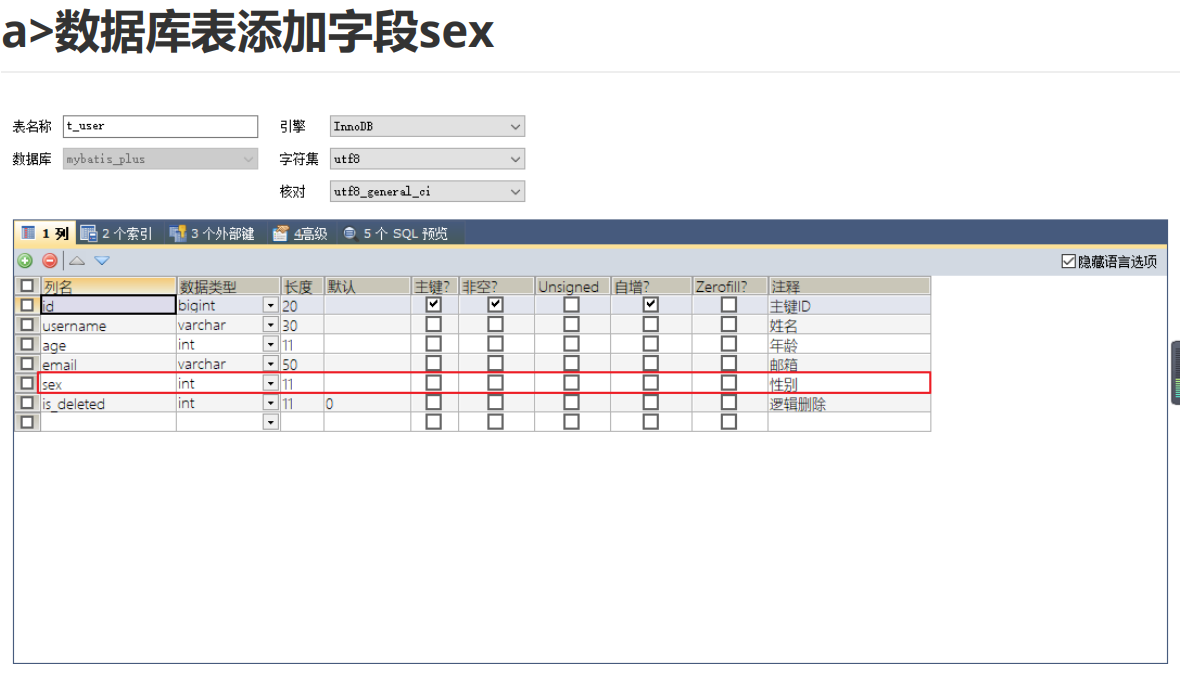 a>数据库表添加字段sex
表名称 t_user 引擎 InnoDB
数据库 mybatis_plus 字符集 utf8
核对 utf8_general_ci
1 列 2 个索引 3 个外部键 4高级 5 个 SQL 预览
隐藏语言选项
列名 数据类型 长度 默认 主键? 非空? Unsigned 自增? Zerofill? 注释
id bigint 20 主键ID
username varchar 30 姓名
age int 11 年龄
email varchar 50 邮箱
sex int 11 性别
is_deleted int 11 0 逻辑删除